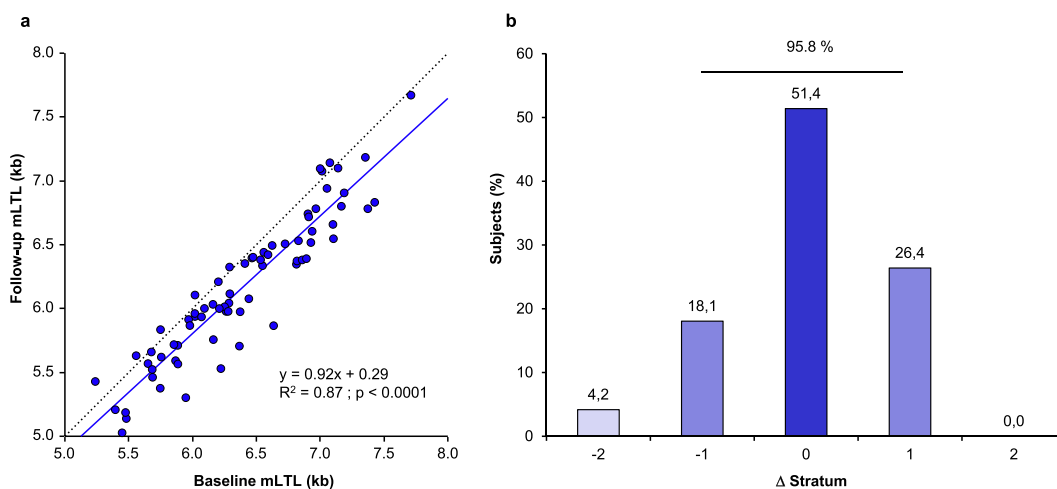 a
8.0
7.5
7.0
6.5
6.0
5.5
5.0
Follow-up mLTL (kb)
y = 0.92x + 0.29
R² = 0.87 ; p < 0.0001
5.0 5.5 6.0 6.5 7.0 7.5 8.0
Baseline mLTL (kb)
b
95.8 %
60
50
40
30
20
10
0
Subjects (%)
4,2
18,1
51,4
26,4
0,0
-2 -1 0 1 2
Δ Stratum